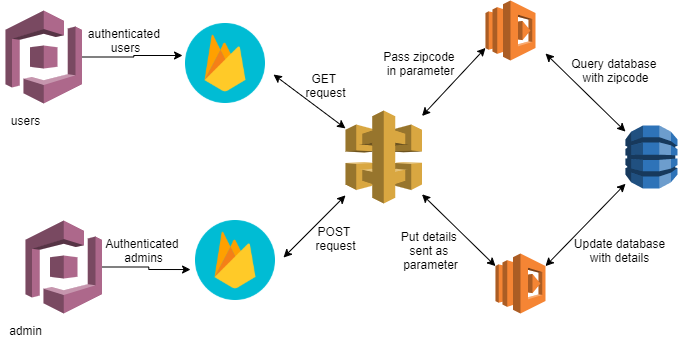 authenticated
users
users
GET
request
Pass zipcode
in parameter
Query database
with zipcode
Authenticated
admins
admin
POST
request
Put details
sent as
parameter
Update database
with details